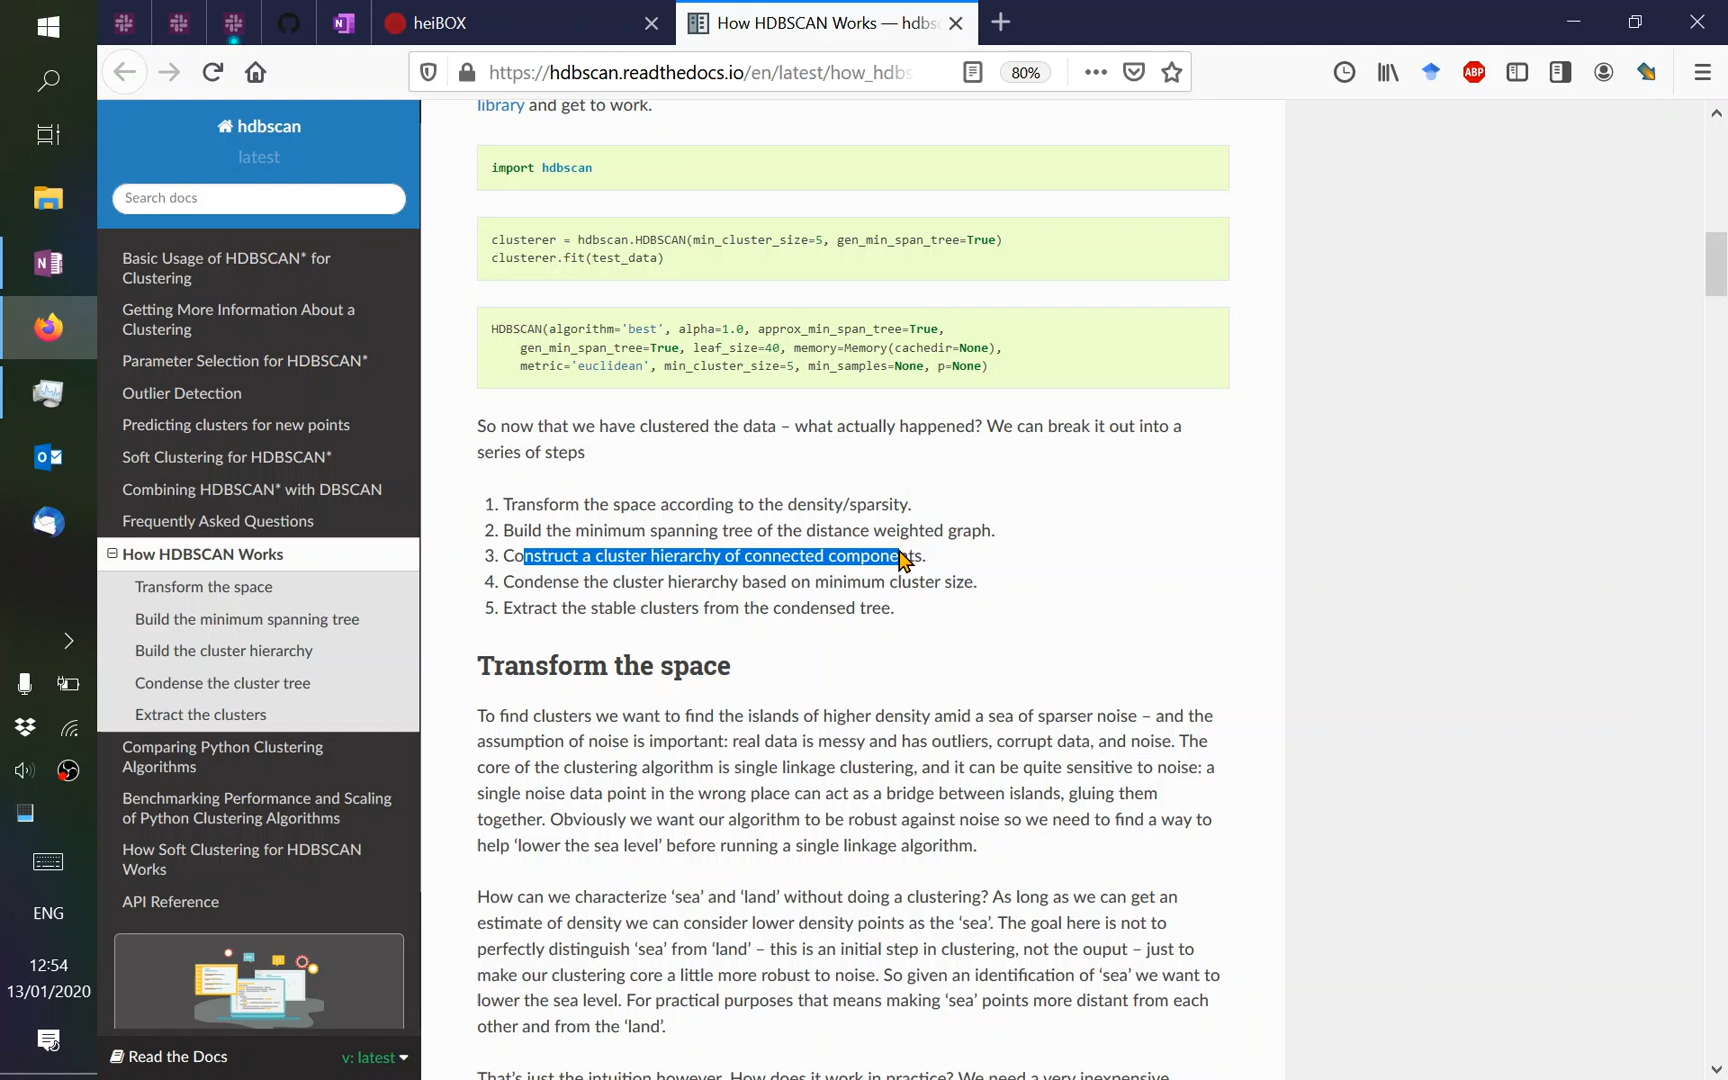 heiBOX
How HDBSCAN Works — hdbs
https://hdbscan.readthedocs.io/en/latest/how_hdbs
80%
ABP
hdbscan
latest
Search docs
Basic Usage of HDBSCAN* for
Clustering
Getting More Information About a
Clustering
Parameter Selection for HDBSCAN*
Outlier Detection
Predicting clusters for new points
Soft Clustering for HDBSCAN*
Combining HDBSCAN* with DBSCAN
Frequently Asked Questions
How HDBSCAN Works
Transform the space
Build the minimum spanning tree
Build the cluster hierarchy
Condense the cluster tree
Extract the clusters
Comparing Python Clustering
Algorithms
Benchmarking Performance and Scaling
of Python Clustering Algorithms
How Soft Clustering for HDBSCAN
Works
API Reference
Read the Docs
v: latest
library and get to work.
import hdbscan
clusterer = hdbscan.HDBSCAN(min_cluster_size=5, gen_min_span_tree=True)
clusterer.fit(test_data)
HDBSCAN(algorithm='best', alpha=1.0, approx_min_span_tree=True,
gen_min_span_tree=True, leaf_size=40, memory=Memory(cachedir=None),
metric='euclidean', min_cluster_size=5, min_samples=None, p=None)
So now that we have clustered the data – what actually happened? We can break it out into a
series of steps
1. Transform the space according to the density/sparsity.
2. Build the minimum spanning tree of the distance weighted graph.
3. Construct a cluster hierarchy of connected components.
4. Condense the cluster hierarchy based on minimum cluster size.
5. Extract the stable clusters from the condensed tree.
Transform the space
To find clusters we want to find the islands of higher density amid a sea of sparser noise – and the
assumption of noise is important: real data is messy and has outliers, corrupt data, and noise. The
core of the clustering algorithm is single linkage clustering, and it can be quite sensitive to noise: a
single noise data point in the wrong place can act as a bridge between islands, gluing them
together. Obviously we want our algorithm to be robust against noise so we need to find a way to
help ‘lower the sea level’ before running a single linkage algorithm.
How can we characterize ‘sea’ and ‘land’ without doing a clustering? As long as we can get an
estimate of density we can consider lower density points as the ‘sea’. The goal here is not to
perfectly distinguish ‘sea’ from ‘land’ – this is an initial step in clustering, not the ouput – just to
make our clustering core a little more robust to noise. So given an identification of ‘sea’ we want to
lower the sea level. For practical purposes that means making ‘sea’ points more distant from each
other and from the ‘land’.
That's just the intuition however. How does it work in practice? We need a very inexpensive
ENG
12:54
13/01/2020